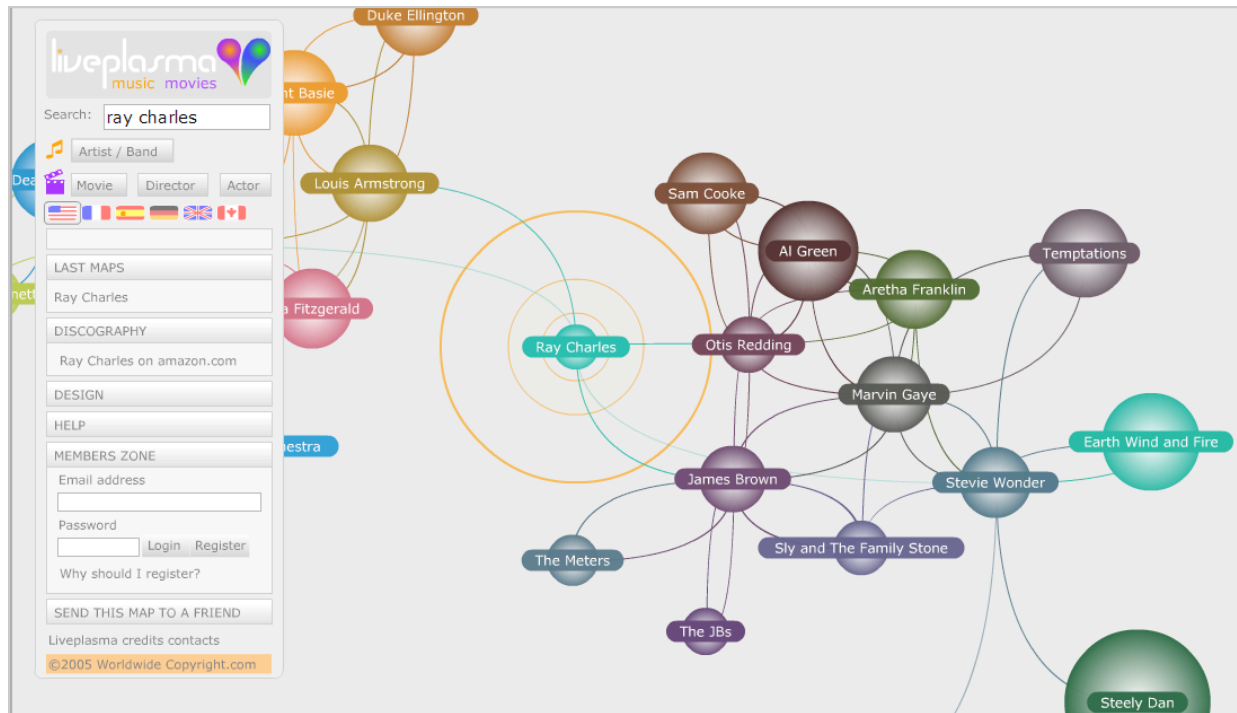 liveplasma
music movies
Search:
ray charles
Artist / Band
Movie
Director
Actor
LAST MAPS
Ray Charles
DISCOGRAPHY
Ray Charles on amazon.com
DESIGN
HELP
MEMBERS ZONE
Email address
Password
Login
Register
Why should I register?
SEND THIS MAP TO A FRIEND
Liveplasma credits contacts
©2005 Worldwide Copyright.com
Duke Ellington
nt Basie
Louis Armstrong
a Fitzgerald
Dea
nett
nestra
Ray Charles
Sam Cooke
Al Green
Temptations
Aretha Franklin
Otis Redding
Marvin Gaye
Earth Wind and Fire
James Brown
Stevie Wonder
The Meters
Sly and The Family Stone
The JBs
Steely Dan